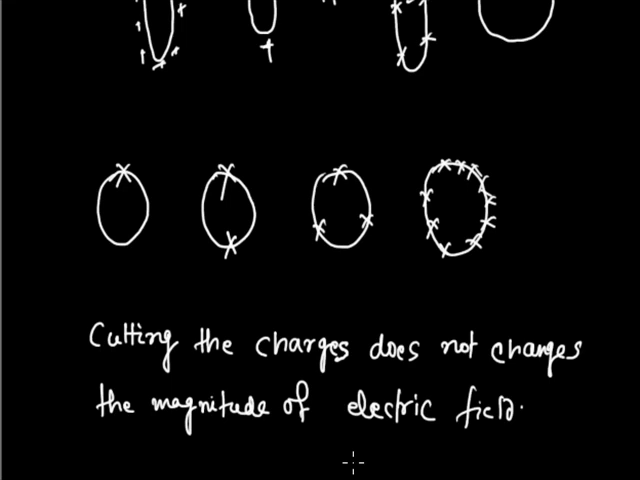 Cutting the charges does not changes
the magnitude of electric field.